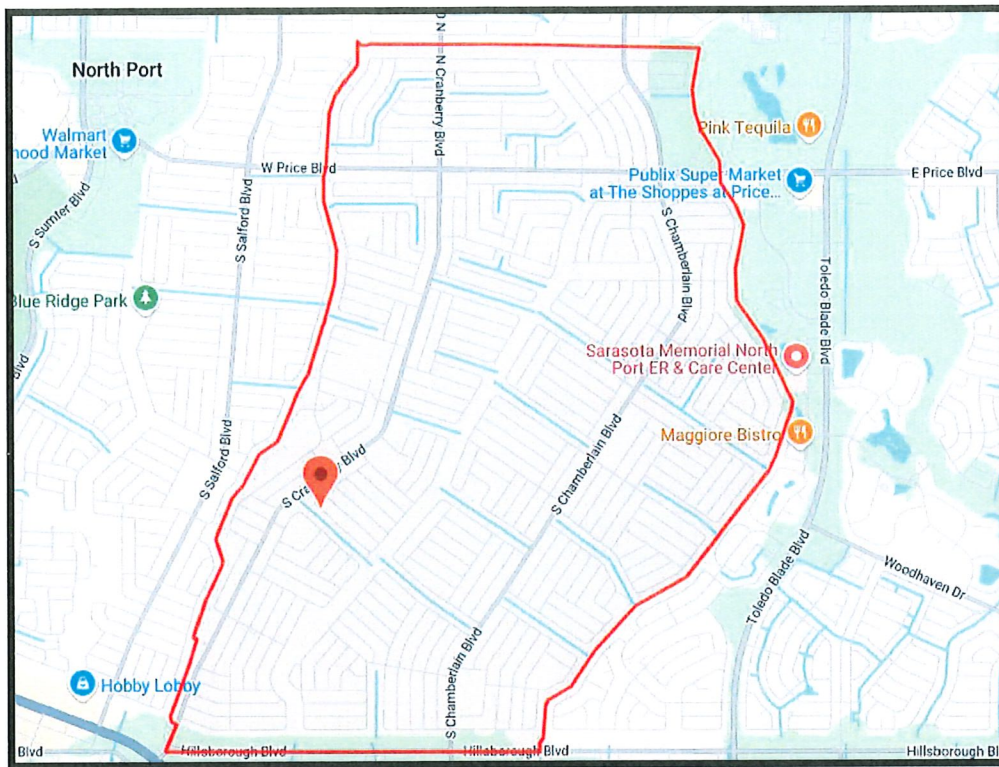 D N
North Port
N Cranberry Blvd
Pink Tequila
Walmart
hood Market
W Price Blvd
Publix Super Market
at The Shoppes at Price...
E Price Blvd
S Sumter Blvd
S Salford Blvd
S Chamberlain Blvd
Toledo Blade Blvd
Blue Ridge Park
Blvd
Sarasota Memorial North
Port ER & Care Center
Maggiore Bistro
S Salford Blvd
S Cra y Blvd
S Chamberlain Blvd
Toledo Blade Blvd
Woodhaven Dr
S Chamberlain Blvd
Hobby Lobby
Blvd
Hillsborough Blvd
Hillsborough Blvd
Hillsborough Bl